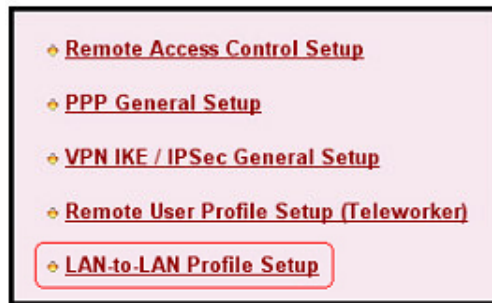 Remote Access Control Setup
PPP General Setup
VPN IKE / IPSec General Setup
Remote User Profile Setup (Teleworker)
LAN-to-LAN Profile Setup